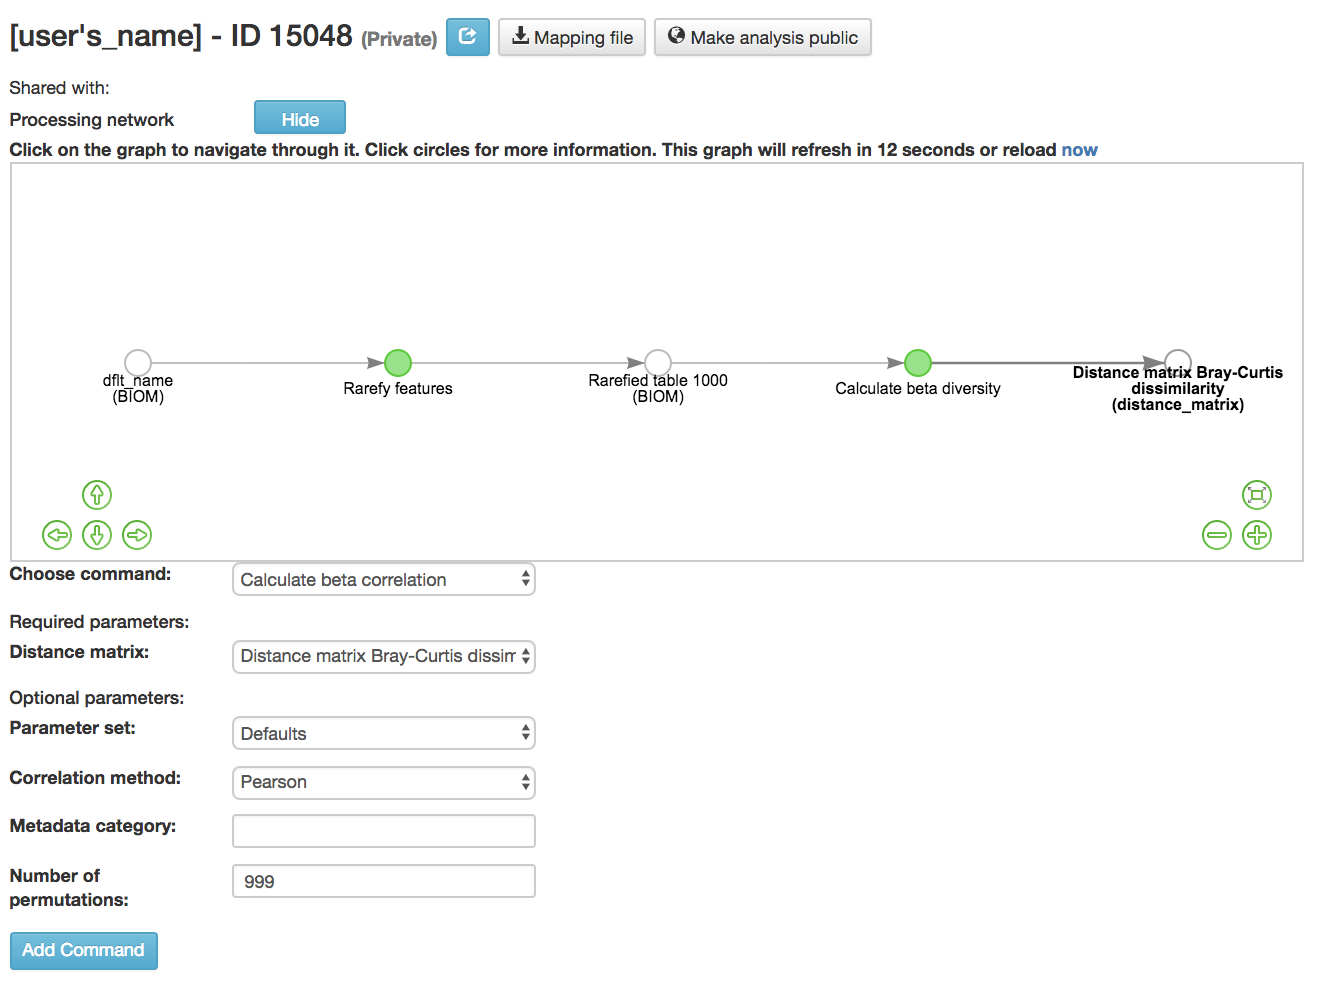 [user's_name] - ID 15048 (Private) Mapping file Make analysis public
Shared with:
Processing network Hide
Click on the graph to navigate through it. Click circles for more information. This graph will refresh in 12 seconds or reload now
dflt_name
(BIOM)
Rarefy features
Rarefied table 1000
(BIOM)
Calculate beta diversity
Distance matrix Bray-Curtis
dissimilarity
(distance_matrix)
Choose command: Calculate beta correlation
Required parameters:
Distance matrix: Distance matrix Bray-Curtis dissim
Optional parameters:
Parameter set: Defaults
Correlation method: Pearson
Metadata category:
Number of
permutations: 999
Add Command